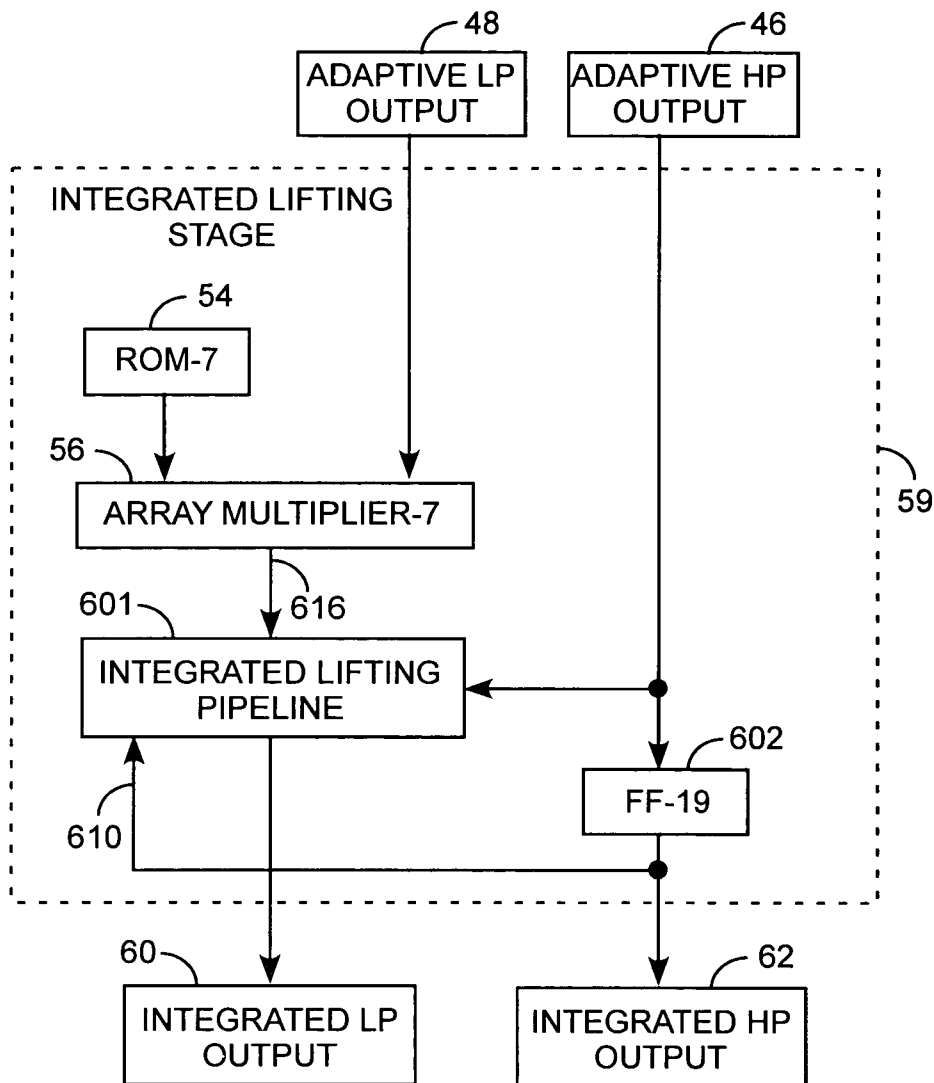 48
46
ADAPTIVE LP
OUTPUT
ADAPTIVE HP
OUTPUT
INTEGRATED LIFTING
STAGE
54
ROM-7
56
59
ARRAY MULTIPLIER-7
616
601
INTEGRATED LIFTING
PIPELINE
602
FF-19
610
60
62
INTEGRATED LP
OUTPUT
INTEGRATED HP
OUTPUT